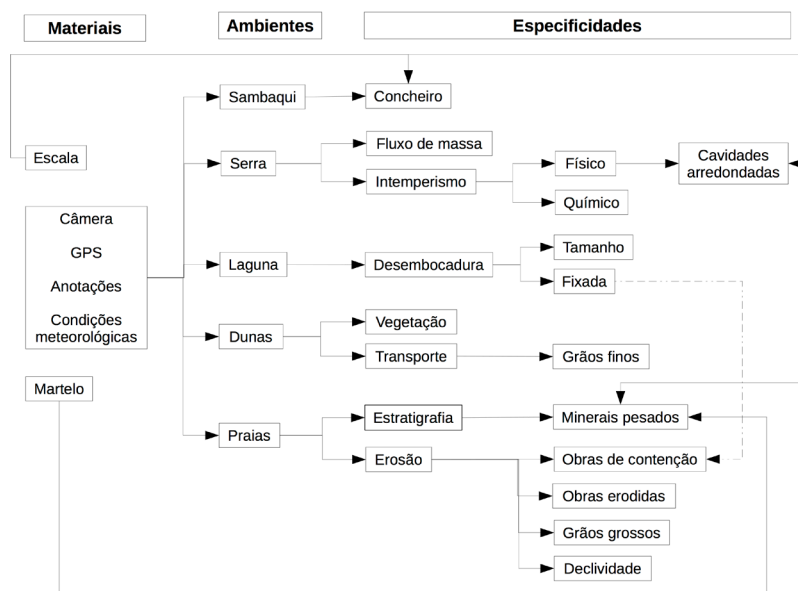 Materiais
Ambientes
Especificidades
Sambaqui
Concheiro
Escala
Serra
Fluxo de massa
Intemperismo
Físico
Químico
Cavidades
arredondadas
Câmera
GPS
Anotações
Condições
meteorológicas
Laguna
Desembocadura
Tamanho
Fixada
Dunas
Vegetação
Transporte
Grãos finos
Martelo
Praias
Estratigrafia
Minerais pesados
Erosão
Obras de contenção
Obras erodidas
Grãos grossos
Declividade